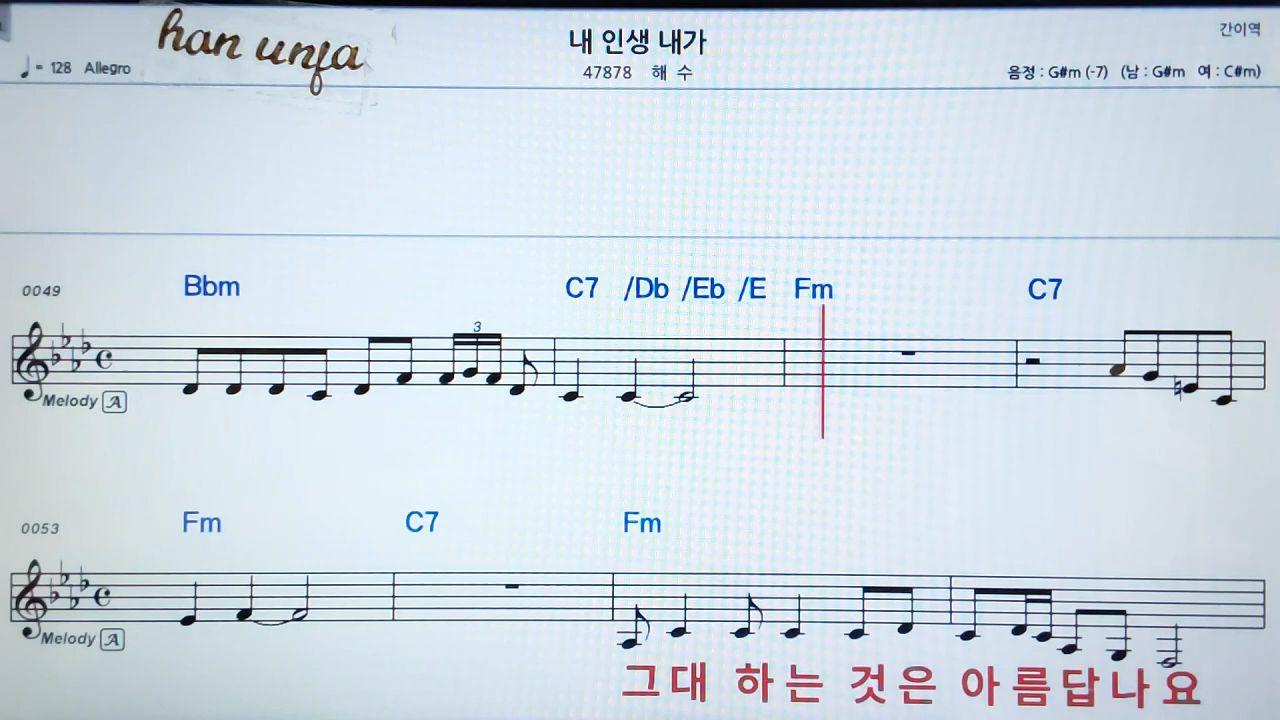 han unja
내 인생 내가
간이역
♩= 128 Allegro
47878 해 수
음정 : G#m (-7) (남 : G#m 여 : C#m)
0049 Bbm C7 /Db /Eb /E Fm C7
3
Melody A
0053 Fm C7 Fm
Melody A
그대 하는 것은 아름답나요